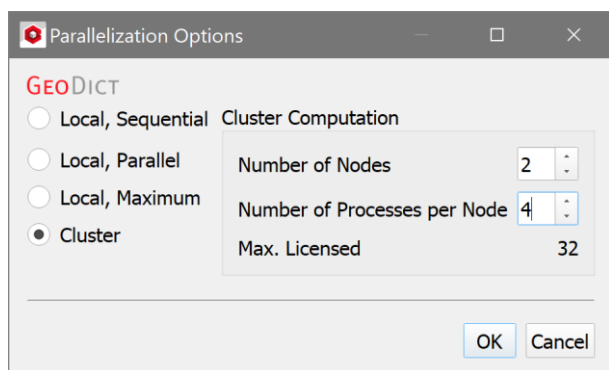 Parallelization Options
GEODICT
Local, Sequential
Local, Parallel
Local, Maximum
Cluster
Cluster Computation
Number of Nodes 2
Number of Processes per Node 4
Max. Licensed 32
OK Cancel